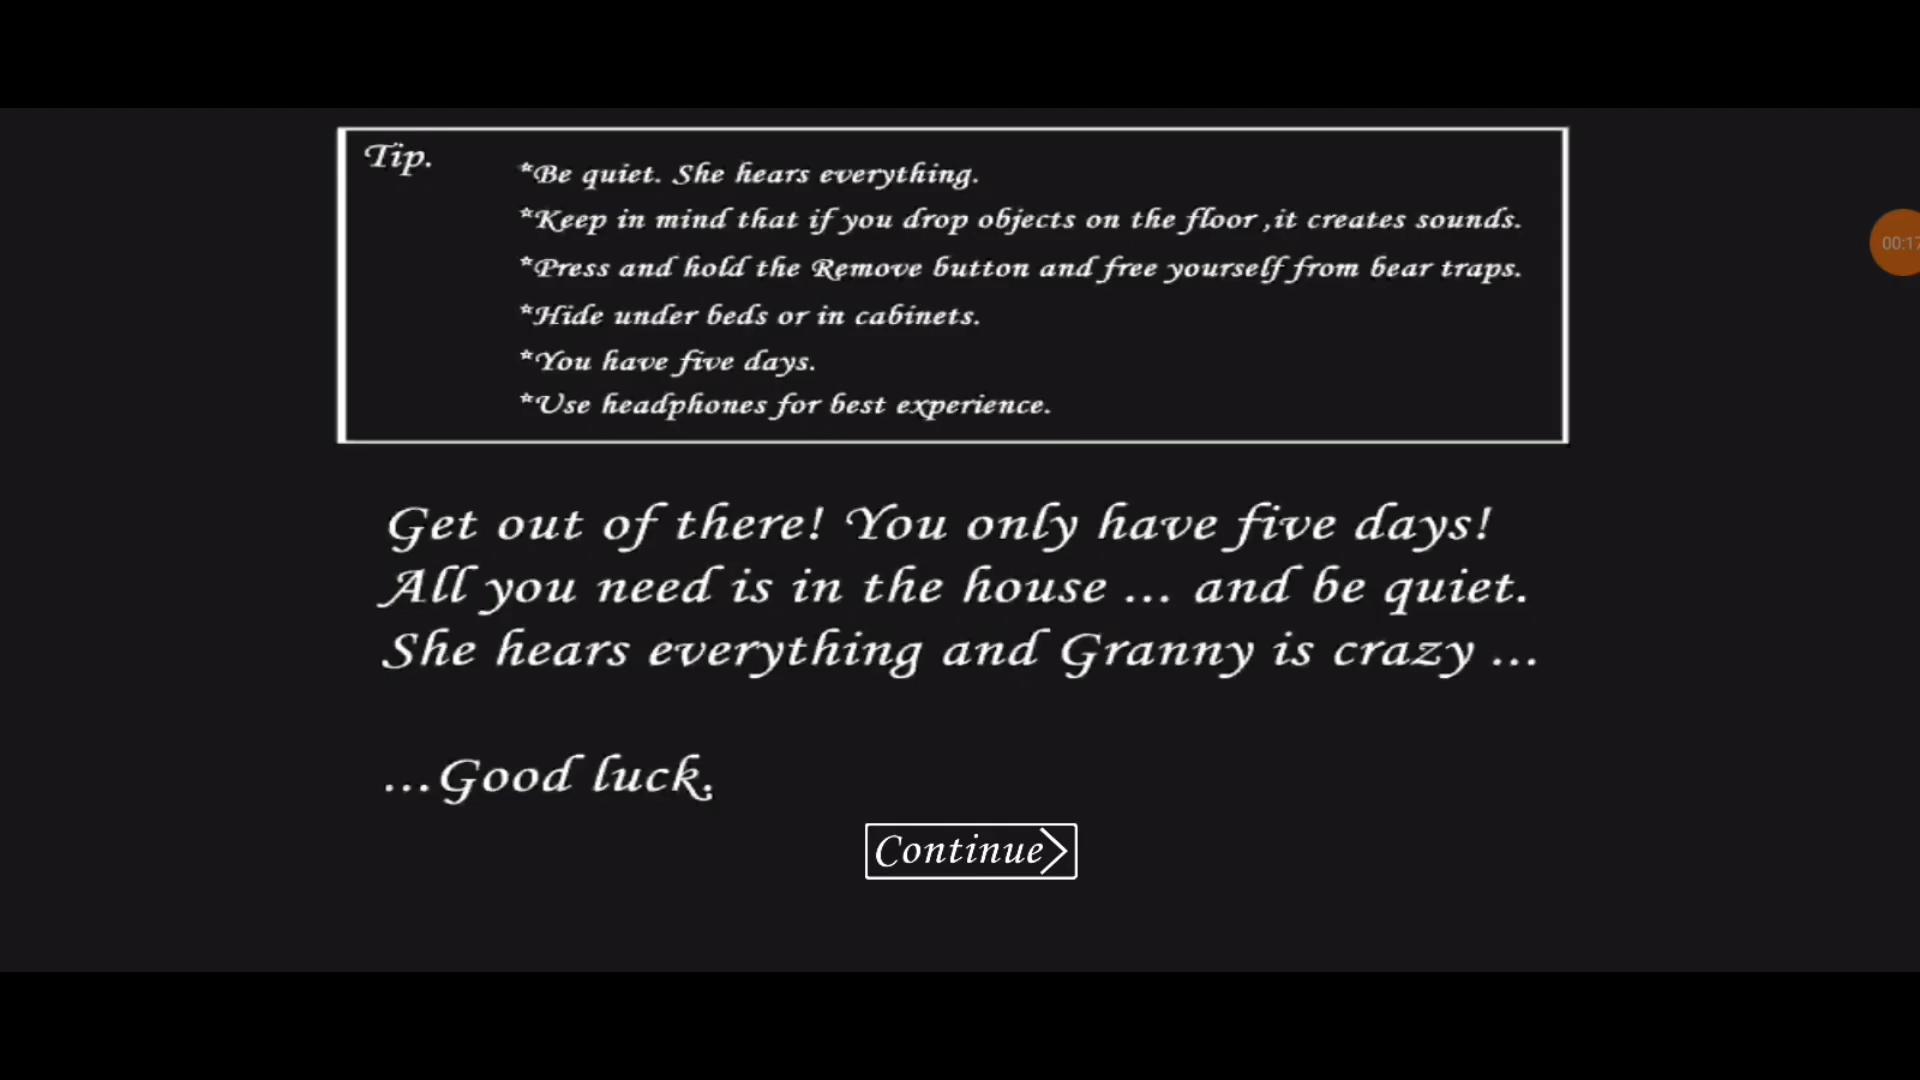 Tip.
*Be quiet. She hears everything.
*Keep in mind that if you drop objects on the floor ,it creates sounds.
*Press and hold the Remove button and free yourself from bear traps.
*Hide under beds or in cabinets.
*You have five days.
*Use headphones for best experience.
00:17
Get out of there! You only have five days!
All you need is in the house ... and be quiet.
She hears everything and Granny is crazy ...
...Good luck.
Continue>